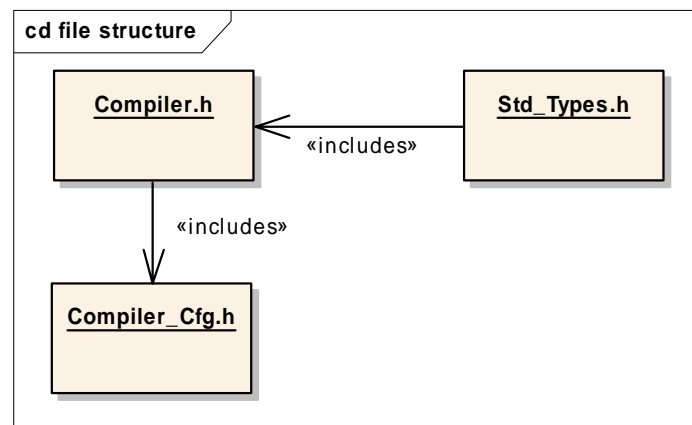 cd file structure
Compiler.h
Std_Types.h
«includes»
«includes»
Compiler_Cfg.h